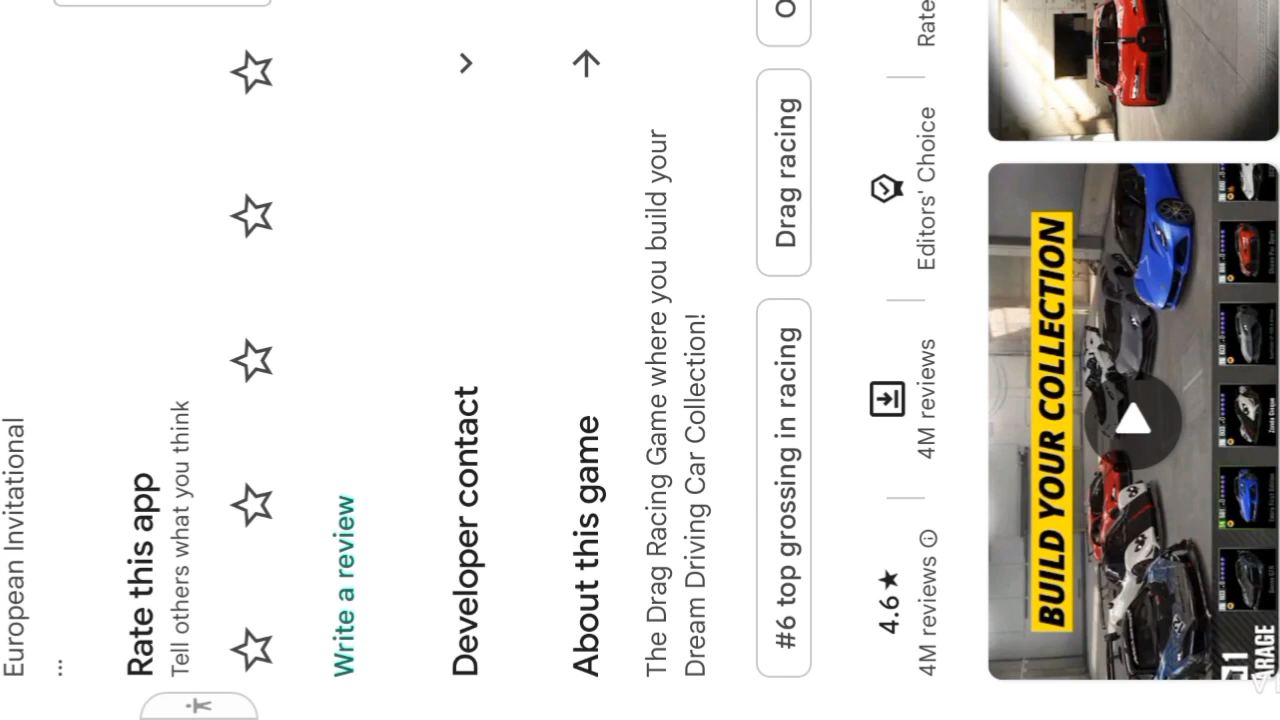 European Invitational
...
Rate this app
Tell others what you think
Write a review
Developer contact
About this game
The Drag Racing Game where you build your
Dream Driving Car Collection!
#6 top grossing in racing
Drag racing
4.6★
4M reviews
4M reviews
Editors' Choice
Rate
BUILD YOUR COLLECTION